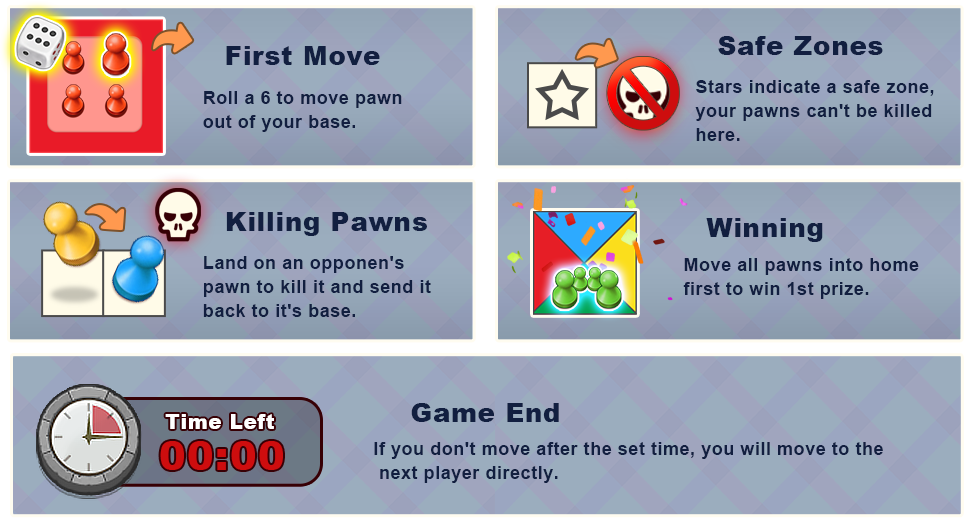 First Move
Roll a 6 to move pawn
out of your base.
Safe Zones
Stars indicate a safe zone,
your pawns can't be killed
here.
Killing Pawns
Land on an opponen's
pawn to kill it and send it
back to it's base.
Winning
Move all pawns into home
first to win 1st prize.
Time Left
00:00
Game End
If you don't move after the set time, you will move to the
next player directly.